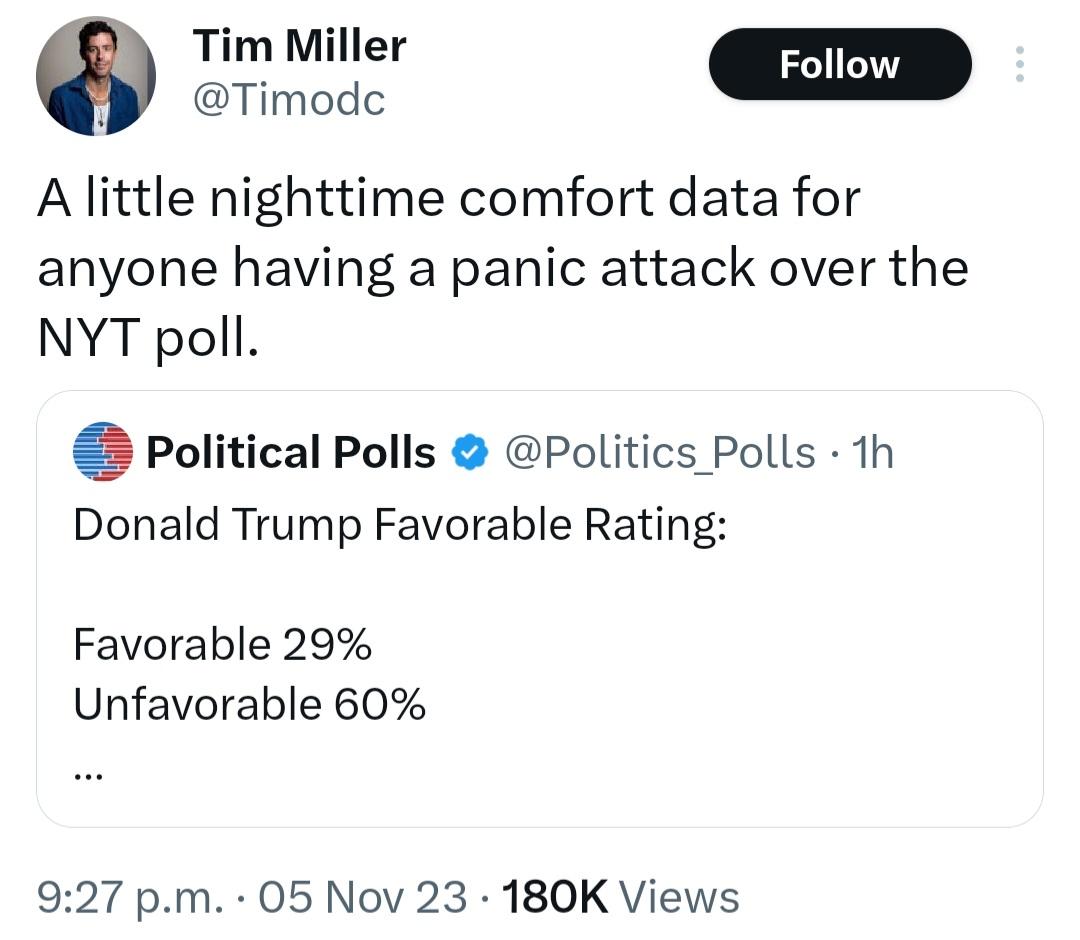 Tim Miller
@Timodc
Follow
A little nighttime comfort data for
anyone having a panic attack over the
NYT poll.
Political Polls @Politics_Polls · 1h
Donald Trump Favorable Rating:
Favorable 29%
Unfavorable 60%
...
9:27 p.m. · 05 Nov 23 · 180K Views